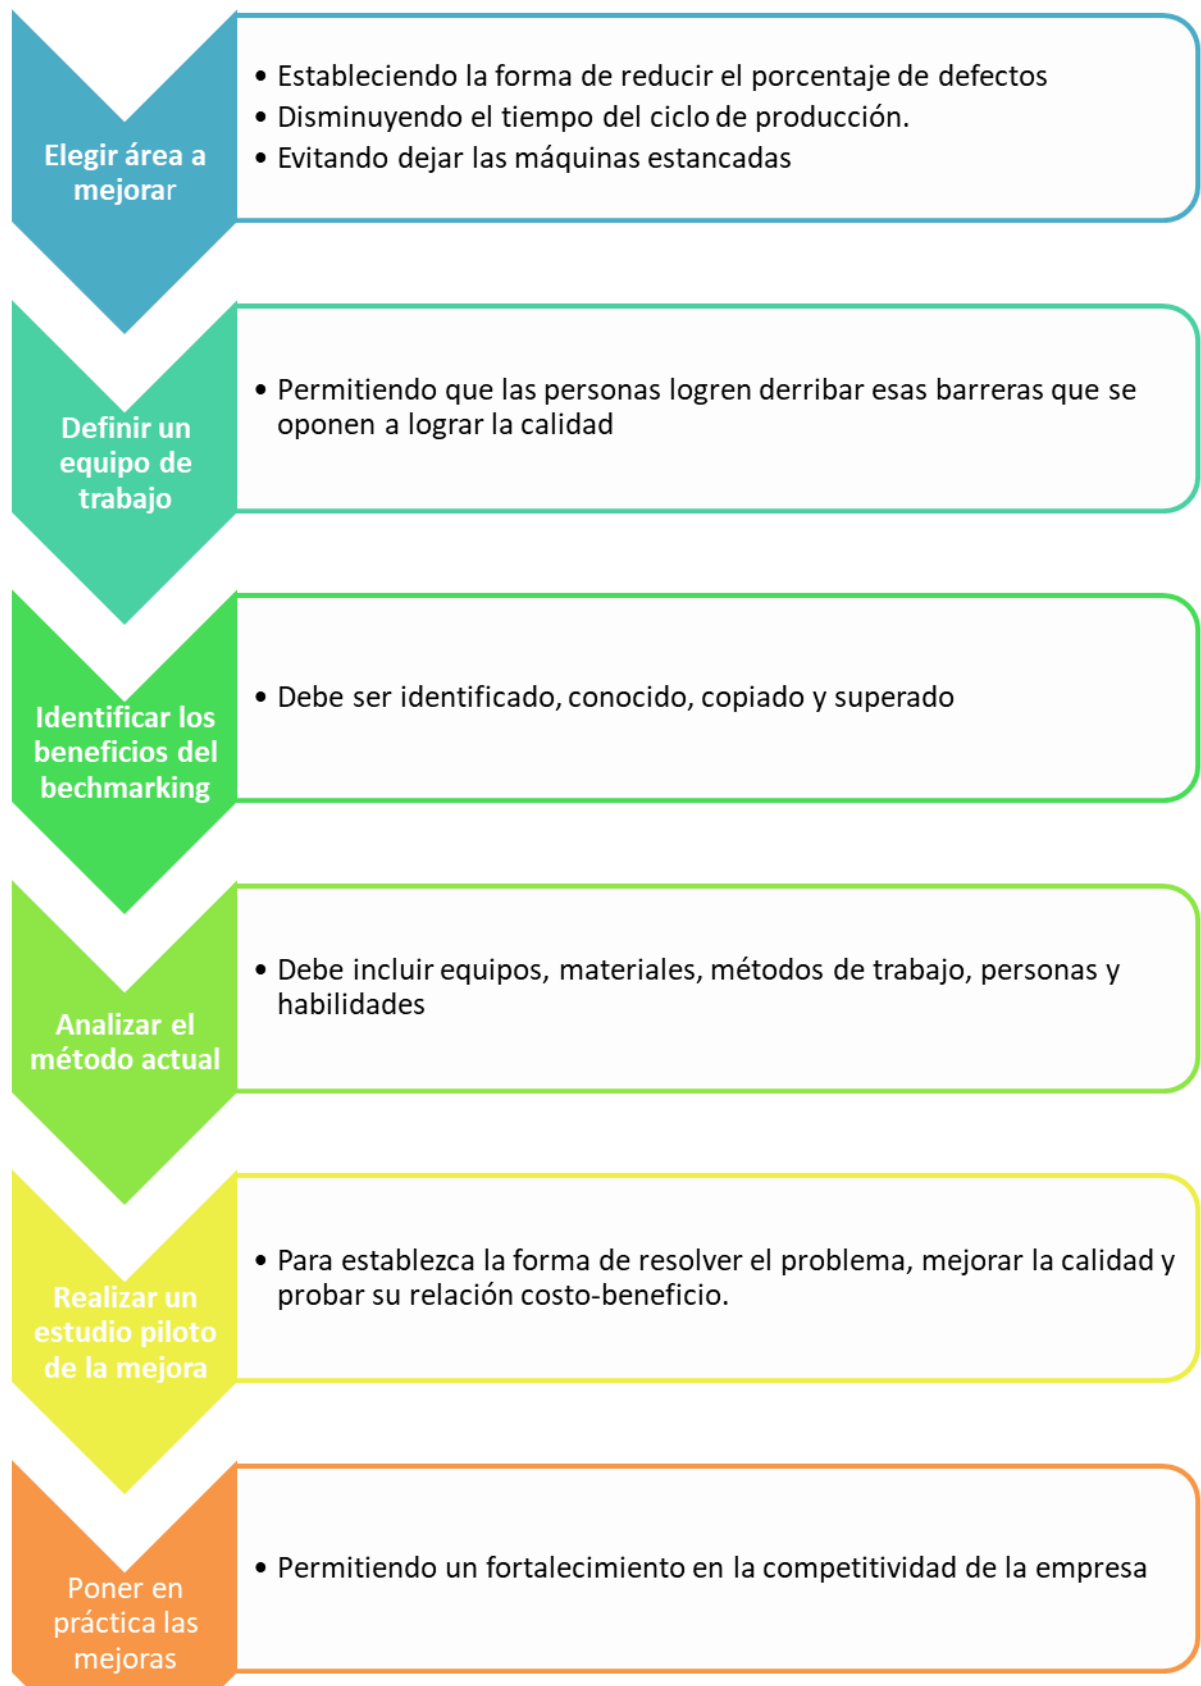 Elegir área a
mejorar
• Estableciendo la forma de reducir el porcentaje de defectos
• Disminuyendo el tiempo del ciclo de producción.
• Evitando dejar las máquinas estancadas
Definir un
equipo de
trabajo
• Permitiendo que las personas logren derribar esas barreras que se
oponen a lograr la calidad
Identificar los
beneficios del
bechmarking
• Debe ser identificado, conocido, copiado y superado
Analizar el
método actual
• Debe incluir equipos, materiales, métodos de trabajo, personas y
habilidades
Realizar un
estudio piloto
de la mejora
• Para establezca la forma de resolver el problema, mejorar la calidad y
probar su relación costo-beneficio.
Poner en
práctica las
mejoras
• Permitiendo un fortalecimiento en la competitividad de la empresa